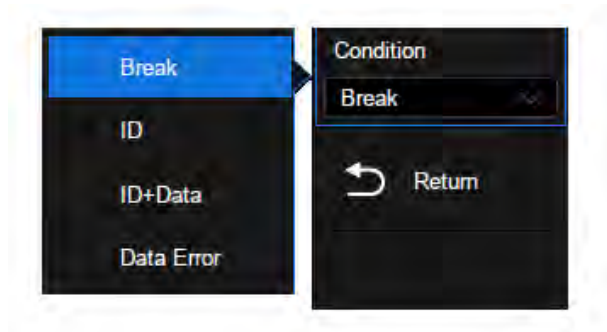 Break
ID
ID+Data
Data Error
Condition
Break
Return